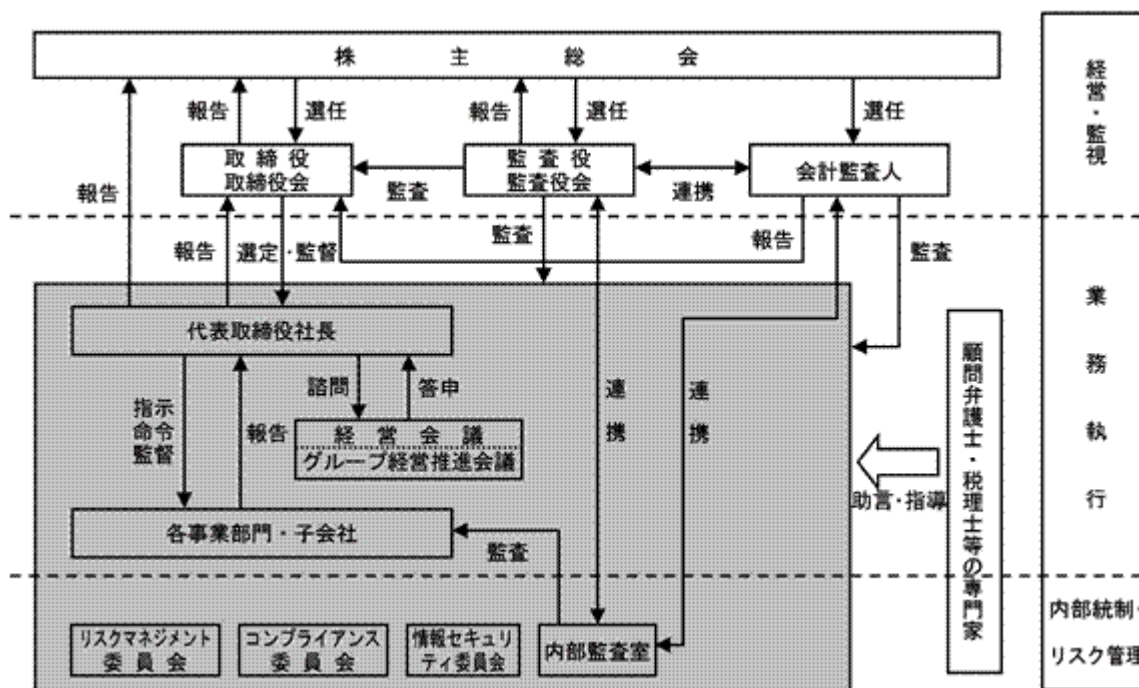 株主総会
報告
選任
報告
選任
選任
取締役
取締役会
監査
監査役
監査役会
連携
会計監査人
報告
報告
選定・監督
監査
報告
監査
代表取締役社長
諮問
答申
指示
命令
監督
報告
経営会議
グループ経営推進会議
連携
連携
各事業部門・子会社
監査
リスクマネジメント
委員会
コンプライアンス
委員会
情報セキュリ
ティ委員会
内部監査室
助言・指導
顧問弁護士・税理士等の専門家
経営・監視
業務執行
内部統制・
リスク管理